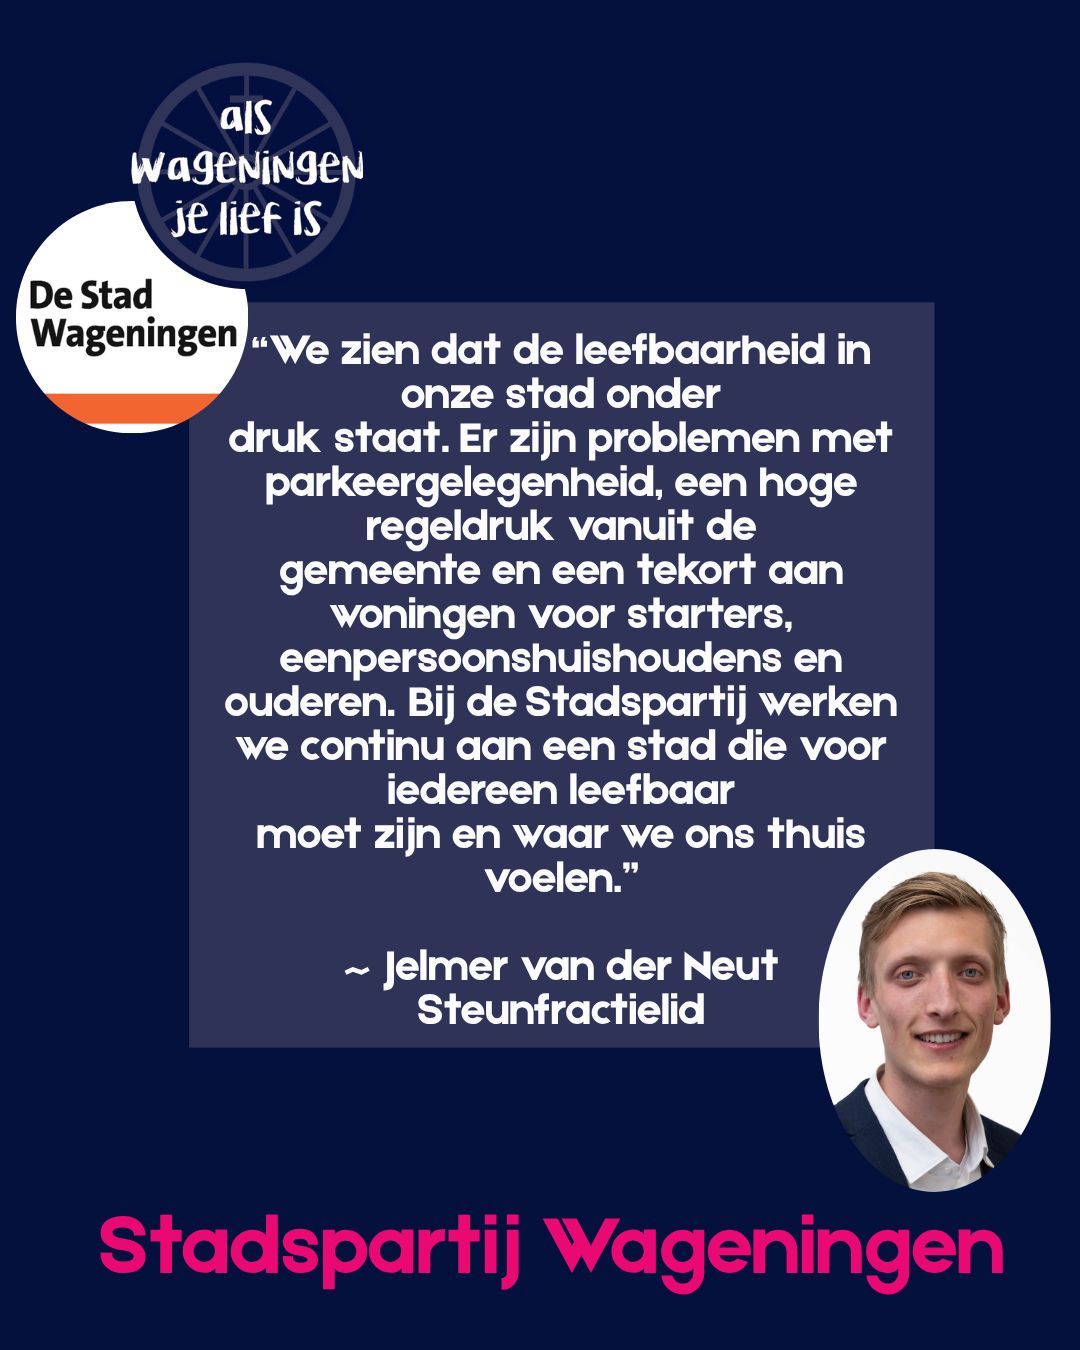 als
wageningen
je lief is
De Stad
Wageningen
“We zien dat de leefbaarheid in
onze stad onder
druk staat. Er zijn problemen met
parkeergelegenheid, een hoge
regeldruk vanuit de
gemeente en een tekort aan
woningen voor starters,
eenpersoonshuishoudens en
ouderen. Bij de Stadspartij werken
we continu aan een stad die voor
iedereen leefbaar
moet zijn en waar we ons thuis
voelen.”
~ Jelmer van der Neut
Steunfractielid
Stadspartij Wageningen